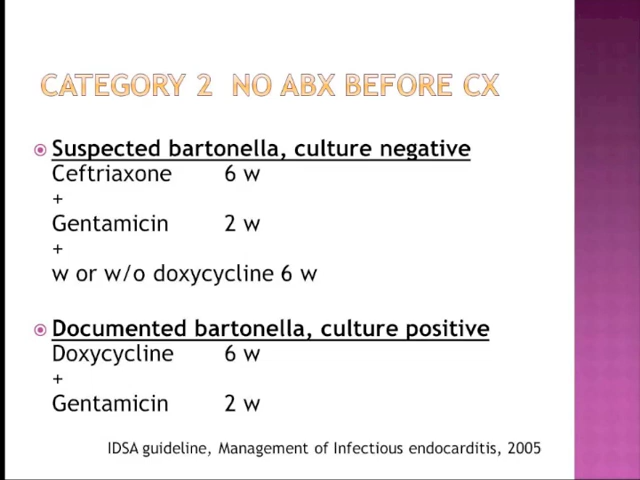 CATEGORY 2 NO ABX BEFORE CX
Suspected bartonella, culture negative
Ceftriaxone 6 w
+
Gentamicin 2 w
+
w or w/o doxycycline 6 w
Documented bartonella, culture positive
Doxycycline 6 w
+
Gentamicin 2 w
IDSA guideline, Management of Infectious endocarditis, 2005